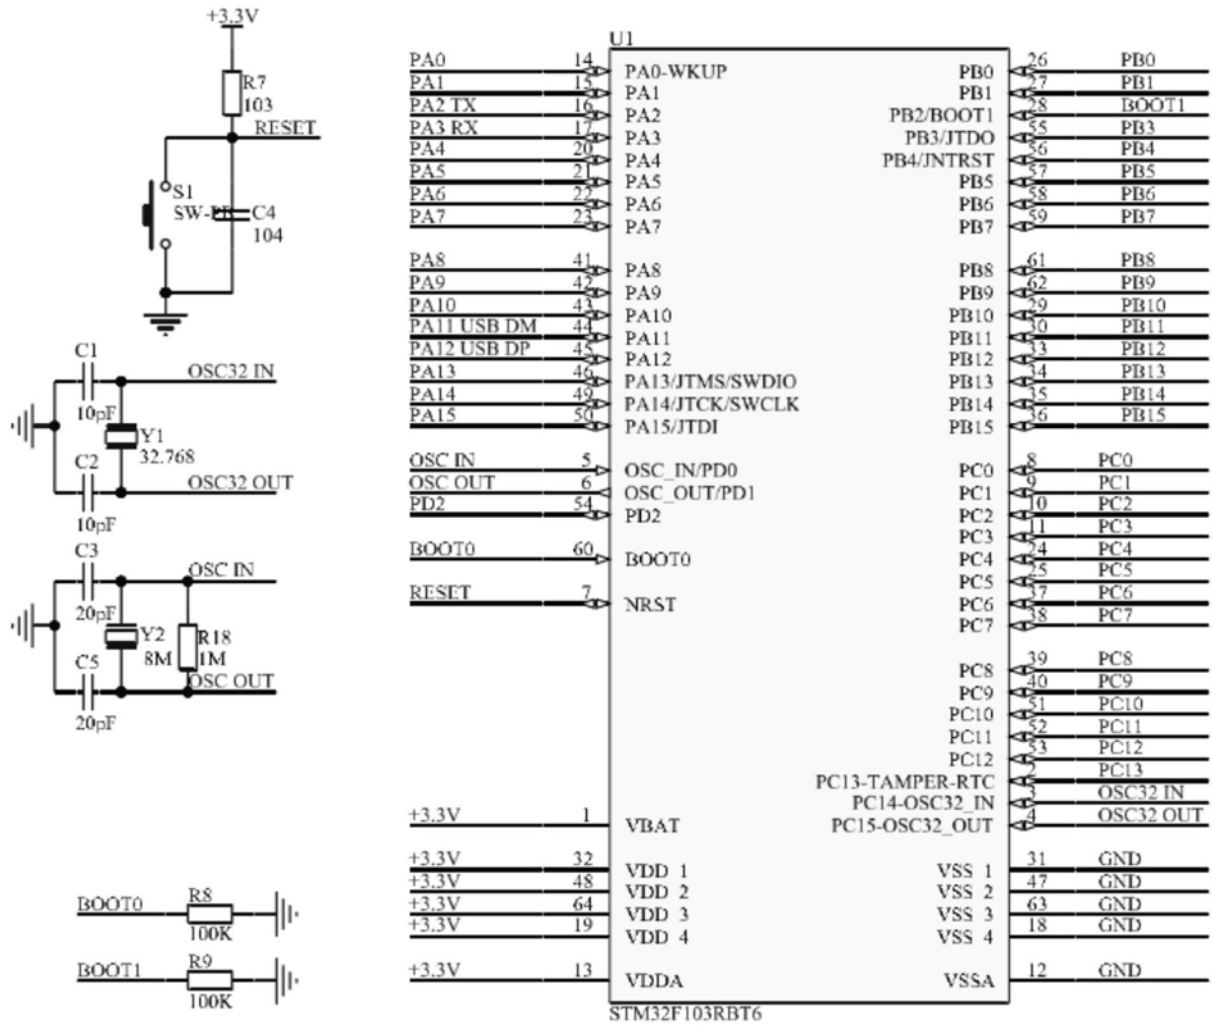 +3.3V
R7
103
RESET
S1
SW-P
C4
104
C1
OSC32 IN
10pF
Y1
32.768
C2
OSC32 OUT
10pF
C3
OSC IN
20pF
Y2
8M
R18
1M
C5
OSC OUT
20pF
BOOT0
R8
100K
BOOT1
R9
100K
U1
PA0 14 PA0-WKUP
PA1 15 PA1
PA2 TX 16 PA2
PA3 RX 17 PA3
PA4 20 PA4
PA5 21 PA5
PA6 22 PA6
PA7 23 PA7
PA8 41 PA8
PA9 42 PA9
PA10 43 PA10
PA11 USB DM 44 PA11
PA12 USB DP 45 PA12
PA13 46 PA13/JTMS/SWDIO
PA14 49 PA14/JTCK/SWCLK
PA15 50 PA15/JTDI
OSC IN 5 OSC_IN/PD0
OSC OUT 6 OSC_OUT/PD1
PD2 54 PD2
BOOT0 60 BOOT0
RESET 7 NRST
+3.3V 1 VBAT
+3.3V 32 VDD 1
+3.3V 48 VDD 2
+3.3V 64 VDD 3
+3.3V 19 VDD 4
+3.3V 13 VDDA
PB0 26 PB0
PB1 27 PB1
PB2/BOOT1 28 BOOT1
PB3/JTDO 55 PB3
PB4/JNTRST 56 PB4
PB5 57 PB5
PB6 58 PB6
PB7 59 PB7
PB8 61 PB8
PB9 62 PB9
PB10 29 PB10
PB11 30 PB11
PB12 33 PB12
PB13 34 PB13
PB14 35 PB14
PB15 36 PB15
PC0 8 PC0
PC1 9 PC1
PC2 10 PC2
PC3 11 PC3
PC4 24 PC4
PC5 25 PC5
PC6 37 PC6
PC7 38 PC7
PC8 39 PC8
PC9 40 PC9
PC10 51 PC10
PC11 52 PC11
PC12 53 PC12
PC13-TAMPER-RTC 2 PC13
PC14-OSC32_IN 3 OSC32 IN
PC15-OSC32_OUT 4 OSC32 OUT
VSS 1 31 GND
VSS 2 47 GND
VSS 3 63 GND
VSS 4 18 GND
VSSA 12 GND
STM32F103RBT6